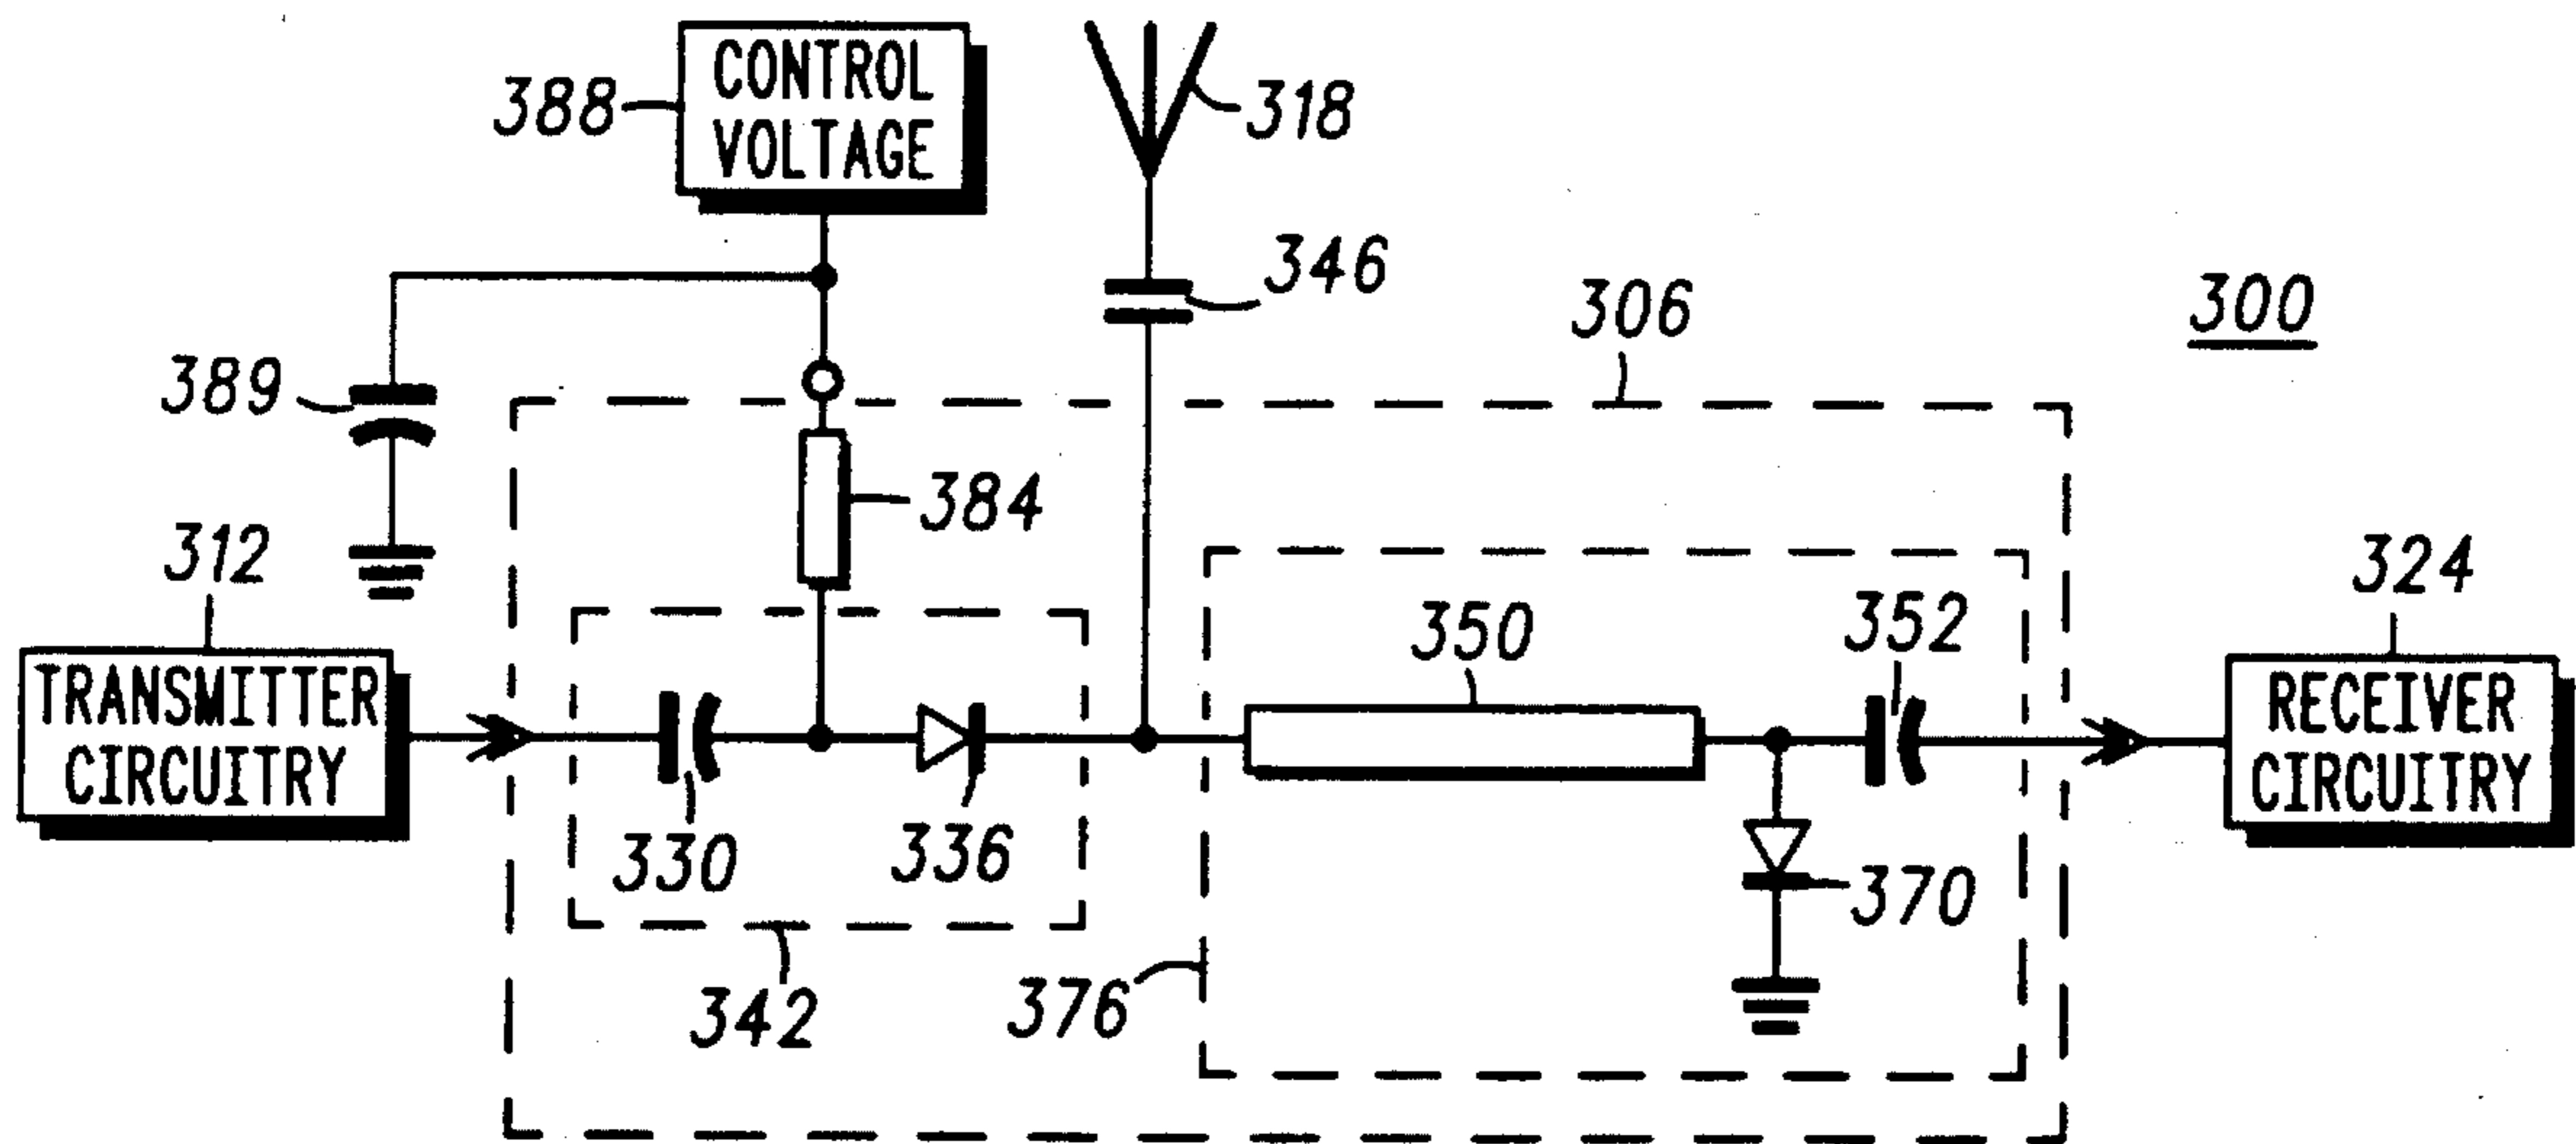 CONTROL
VOLTAGE
388
318
346
306
300
389
384
312
TRANSMITTER
CIRCUITRY
350
352
324
RECEIVER
CIRCUITRY
330
336
370
342
376